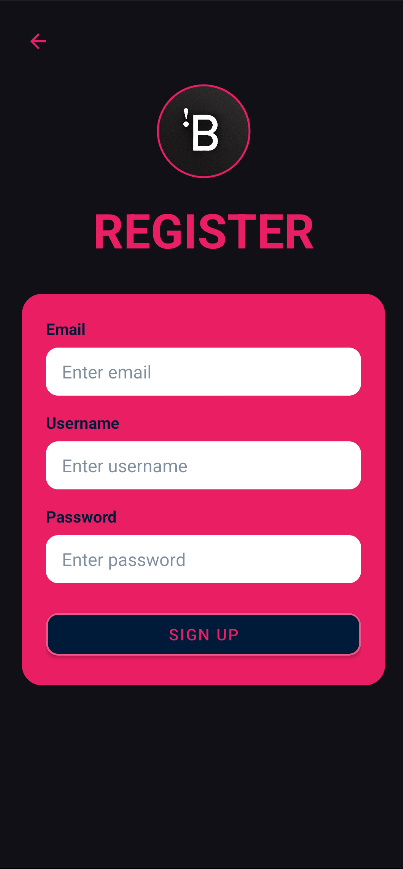 !B
REGISTER
Email
Enter email
Username
Enter username
Password
Enter password
SIGN UP